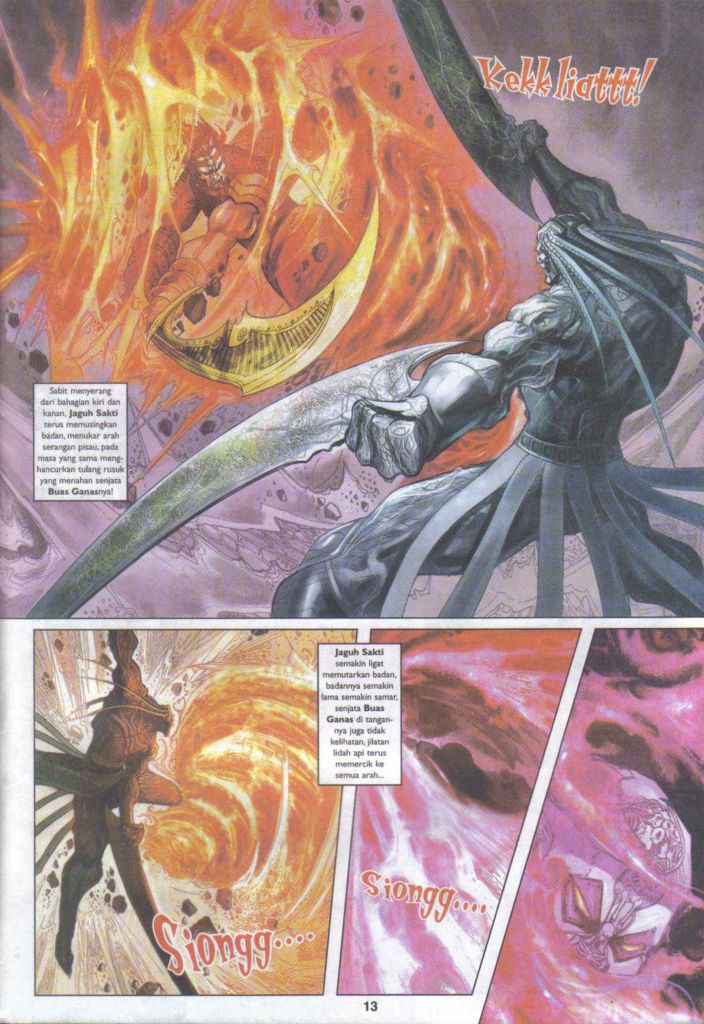 Kekk liattt!
Sabit menyerang
dari bahagian kiri dan
kanan, Jaguh Sakti
terus memusingkan
badan, menukar arah
serangan pisau, pada
masa yang sama meng-
hancurkan tulang rusuk
yang menahan senjata
Buas Ganasnya!
Jaguh Sakti
semakin ligat
memutarkan badan,
badannya semakin
lama semakin samar,
senjata Buas
Ganas di tangan-
nya juga tidak
kelihatan, jilatan
lidah api terus
memercik ke
semua arah...
Siongg....
Siongg....
13